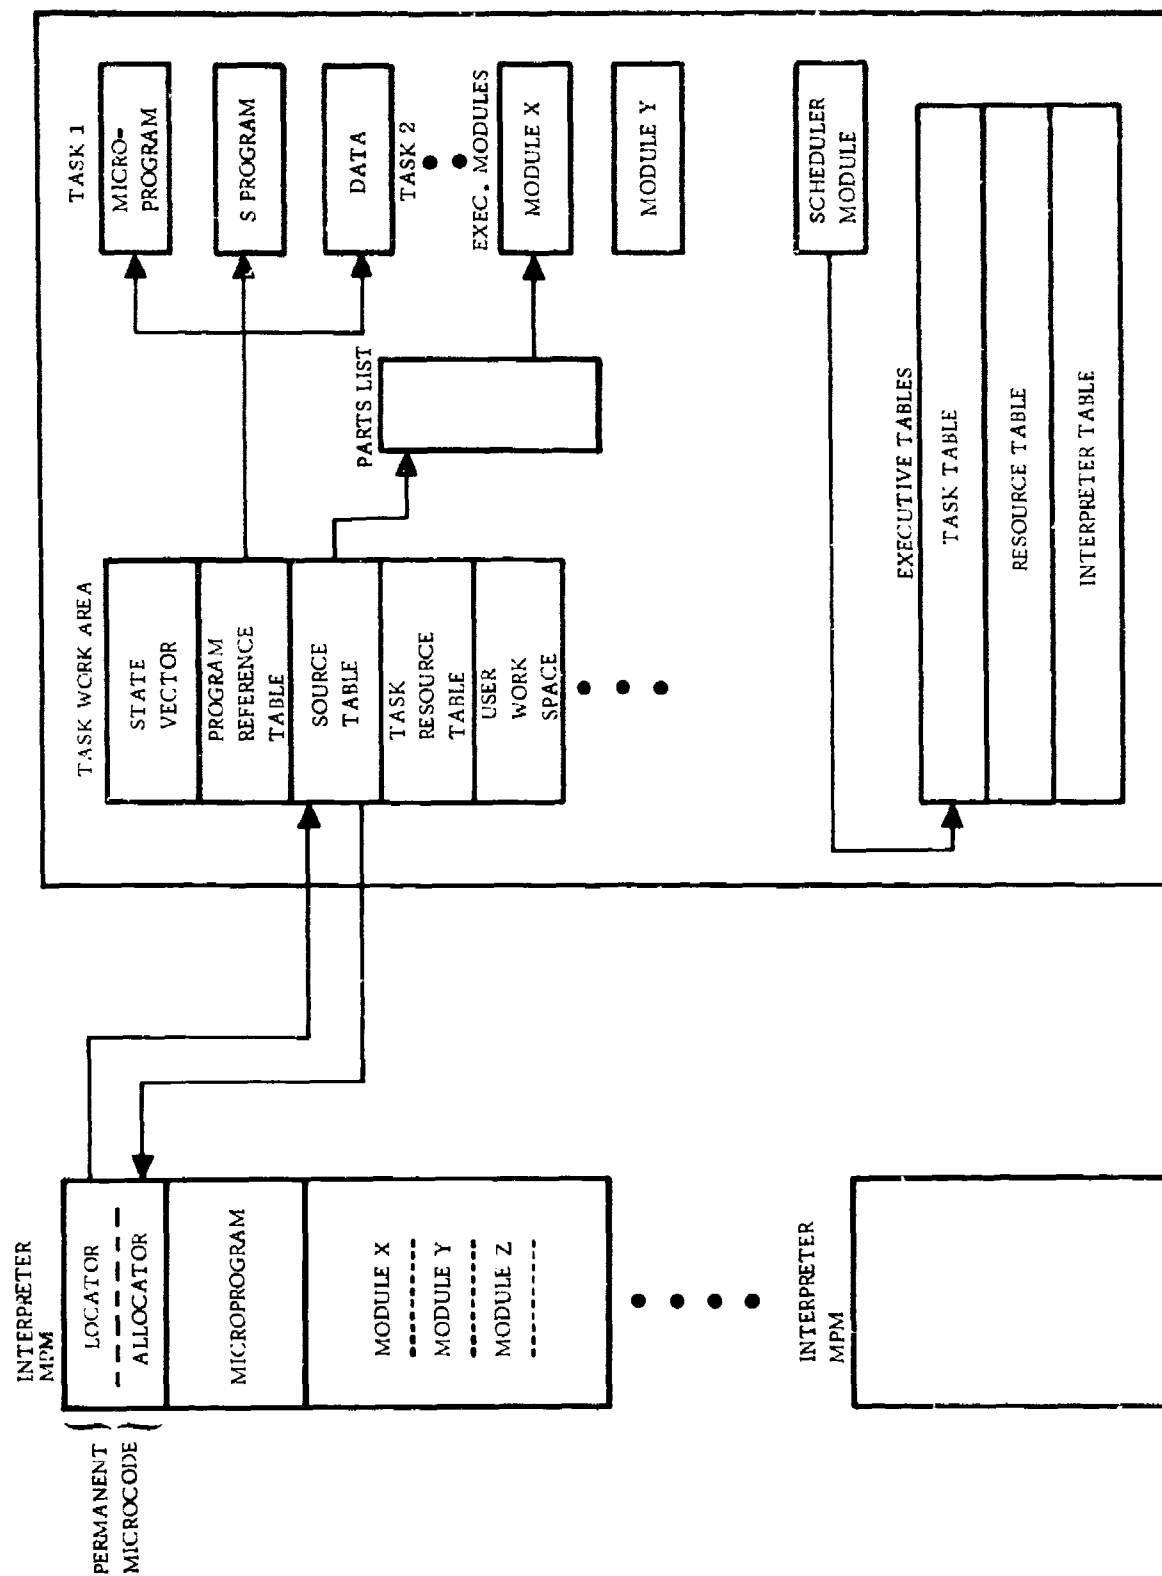 PERMANENT
MICROCODE
INTERPRETER
MPM
LOCATOR
ALLOCATOR
MICROPROGRAM
MODULE X
MODULE Y
MODULE Z
INTERPRETER
MPM
TASK WORK AREA
STATE
VECTOR
PROGRAM
REFERENCE
TABLE
SOURCE
TABLE
TASK
RESOURCE
TABLE
USER
WORK
SPACE
PARTS LIST
TASK 1
MICRO-
PROGRAM
S PROGRAM
DATA
TASK 2
EXEC. MODULES
MODULE X
MODULE Y
SCHEDULER
MODULE
EXECUTIVE TABLES
TASK TABLE
RESOURCE TABLE
INTERPRETER TABLE